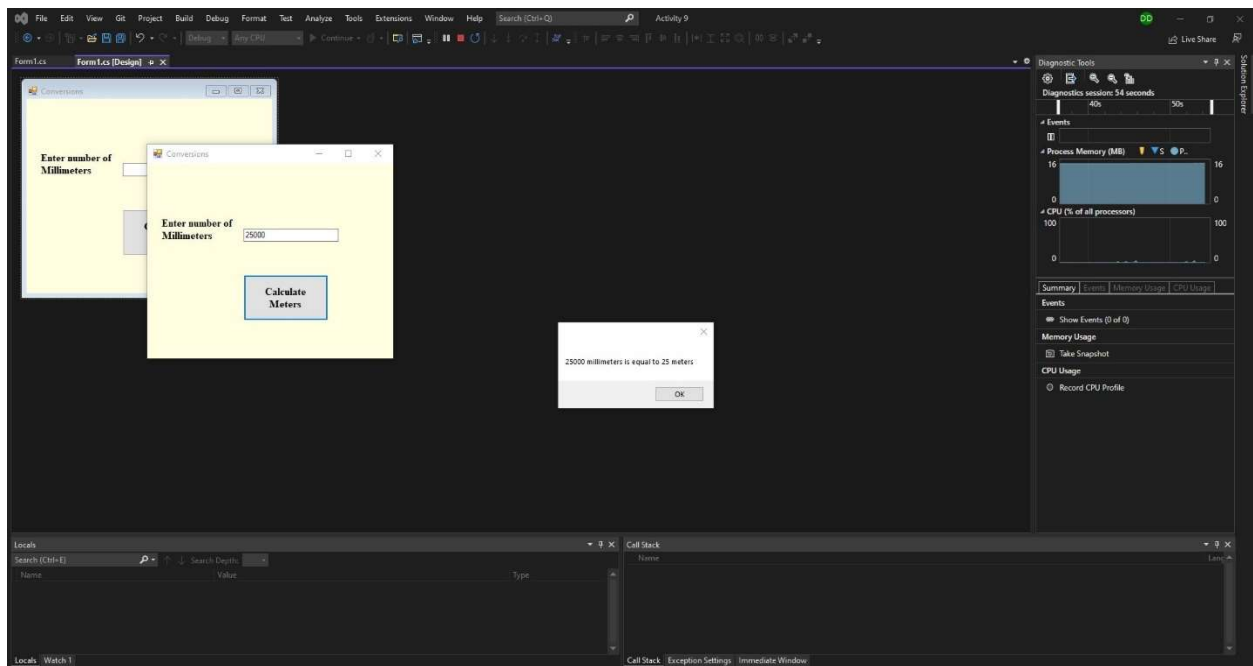 File Edit View Git Project Build Debug Format Test Analyze Tools Extensions Window Help Search (Ctrl+Q) Activity 9 DD
Debug Any CPU Continue Live Share
Form1.cs Form1.cs [Design]
Conversions
Enter number of
Millimeters
Conversions
Enter number of
Millimeters 25000
Calculate
Meters
25000 millimeters is equal to 25 meters
OK
Diagnostic Tools
Diagnostics session: 54 seconds
40s 50s
Events
Process Memory (MB) S P...
16 16
0 0
CPU (% of all processors)
100 100
0 0
Summary Events Memory Usage CPU Usage
Events
Show Events (0 of 0)
Memory Usage
Take Snapshot
CPU Usage
Record CPU Profile
Solution Explorer
Locals
Search (Ctrl+E) Search Depth:
Name Value Type
Locals Watch 1
Call Stack
Name Lang
Call Stack Exception Settings Immediate Window